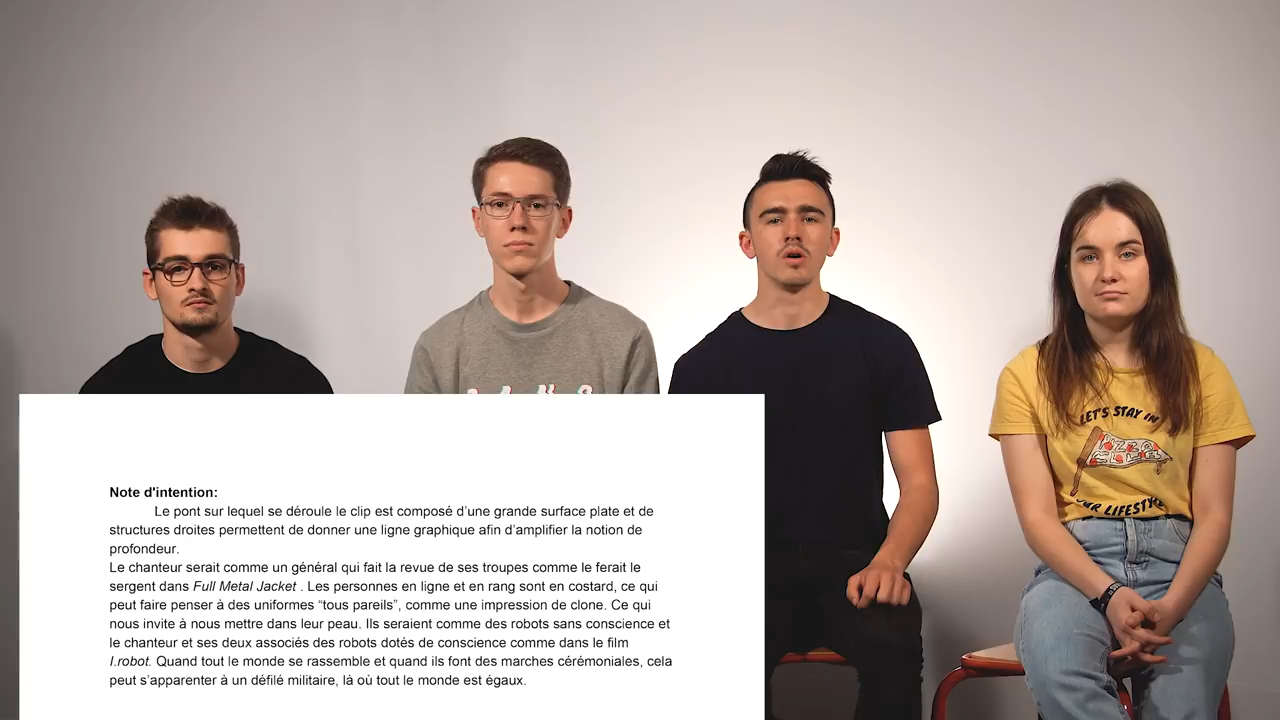 LET'S STAY IN
PIZZA
OUR LIFESTYLE
Note d'intention:
Le pont sur lequel se déroule le clip est composté d'une grande surface plate et de
structures droites permettent de donner une ligne graphique afin d'amplifier la notion de
profondeur.
Le chanteur serait comme un général qui fait la revue de ses troupes comme le ferait le
sergent dans Full Metal Jacket . Les personnes en ligne et en rang sont en costard, ce qui
peut faire penser à des uniformes “tous pareils”, comme une impression de clone. Ce qui
nous invite à nous mettre dans leur peau. Ils seraient comme des robots sans conscience et
le chanteur et ses deux associés des robots dotés de conscience comme dans le film
I.robot. Quand tout le monde se rassemble et quand ils font des marches cérémoniales, cela
peut s'apparenter à un défilé militaire, là où tout le monde est égaux.